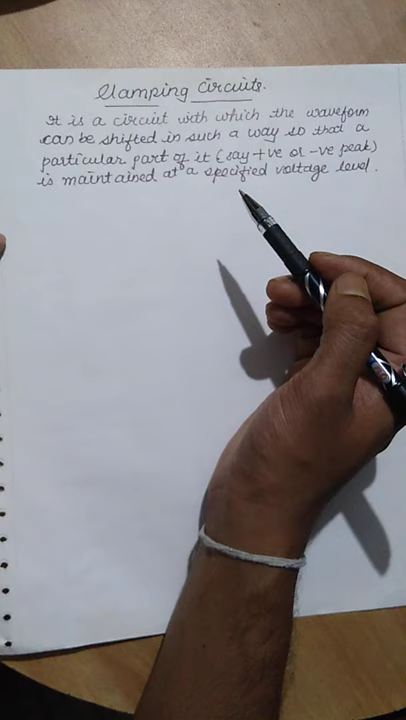 Clamping Circuits.
It is a circuit with which the waveform
can be shifted in such a way so that a
particular part of it (say +ve or -ve peak)
is maintained at a specified voltage level.